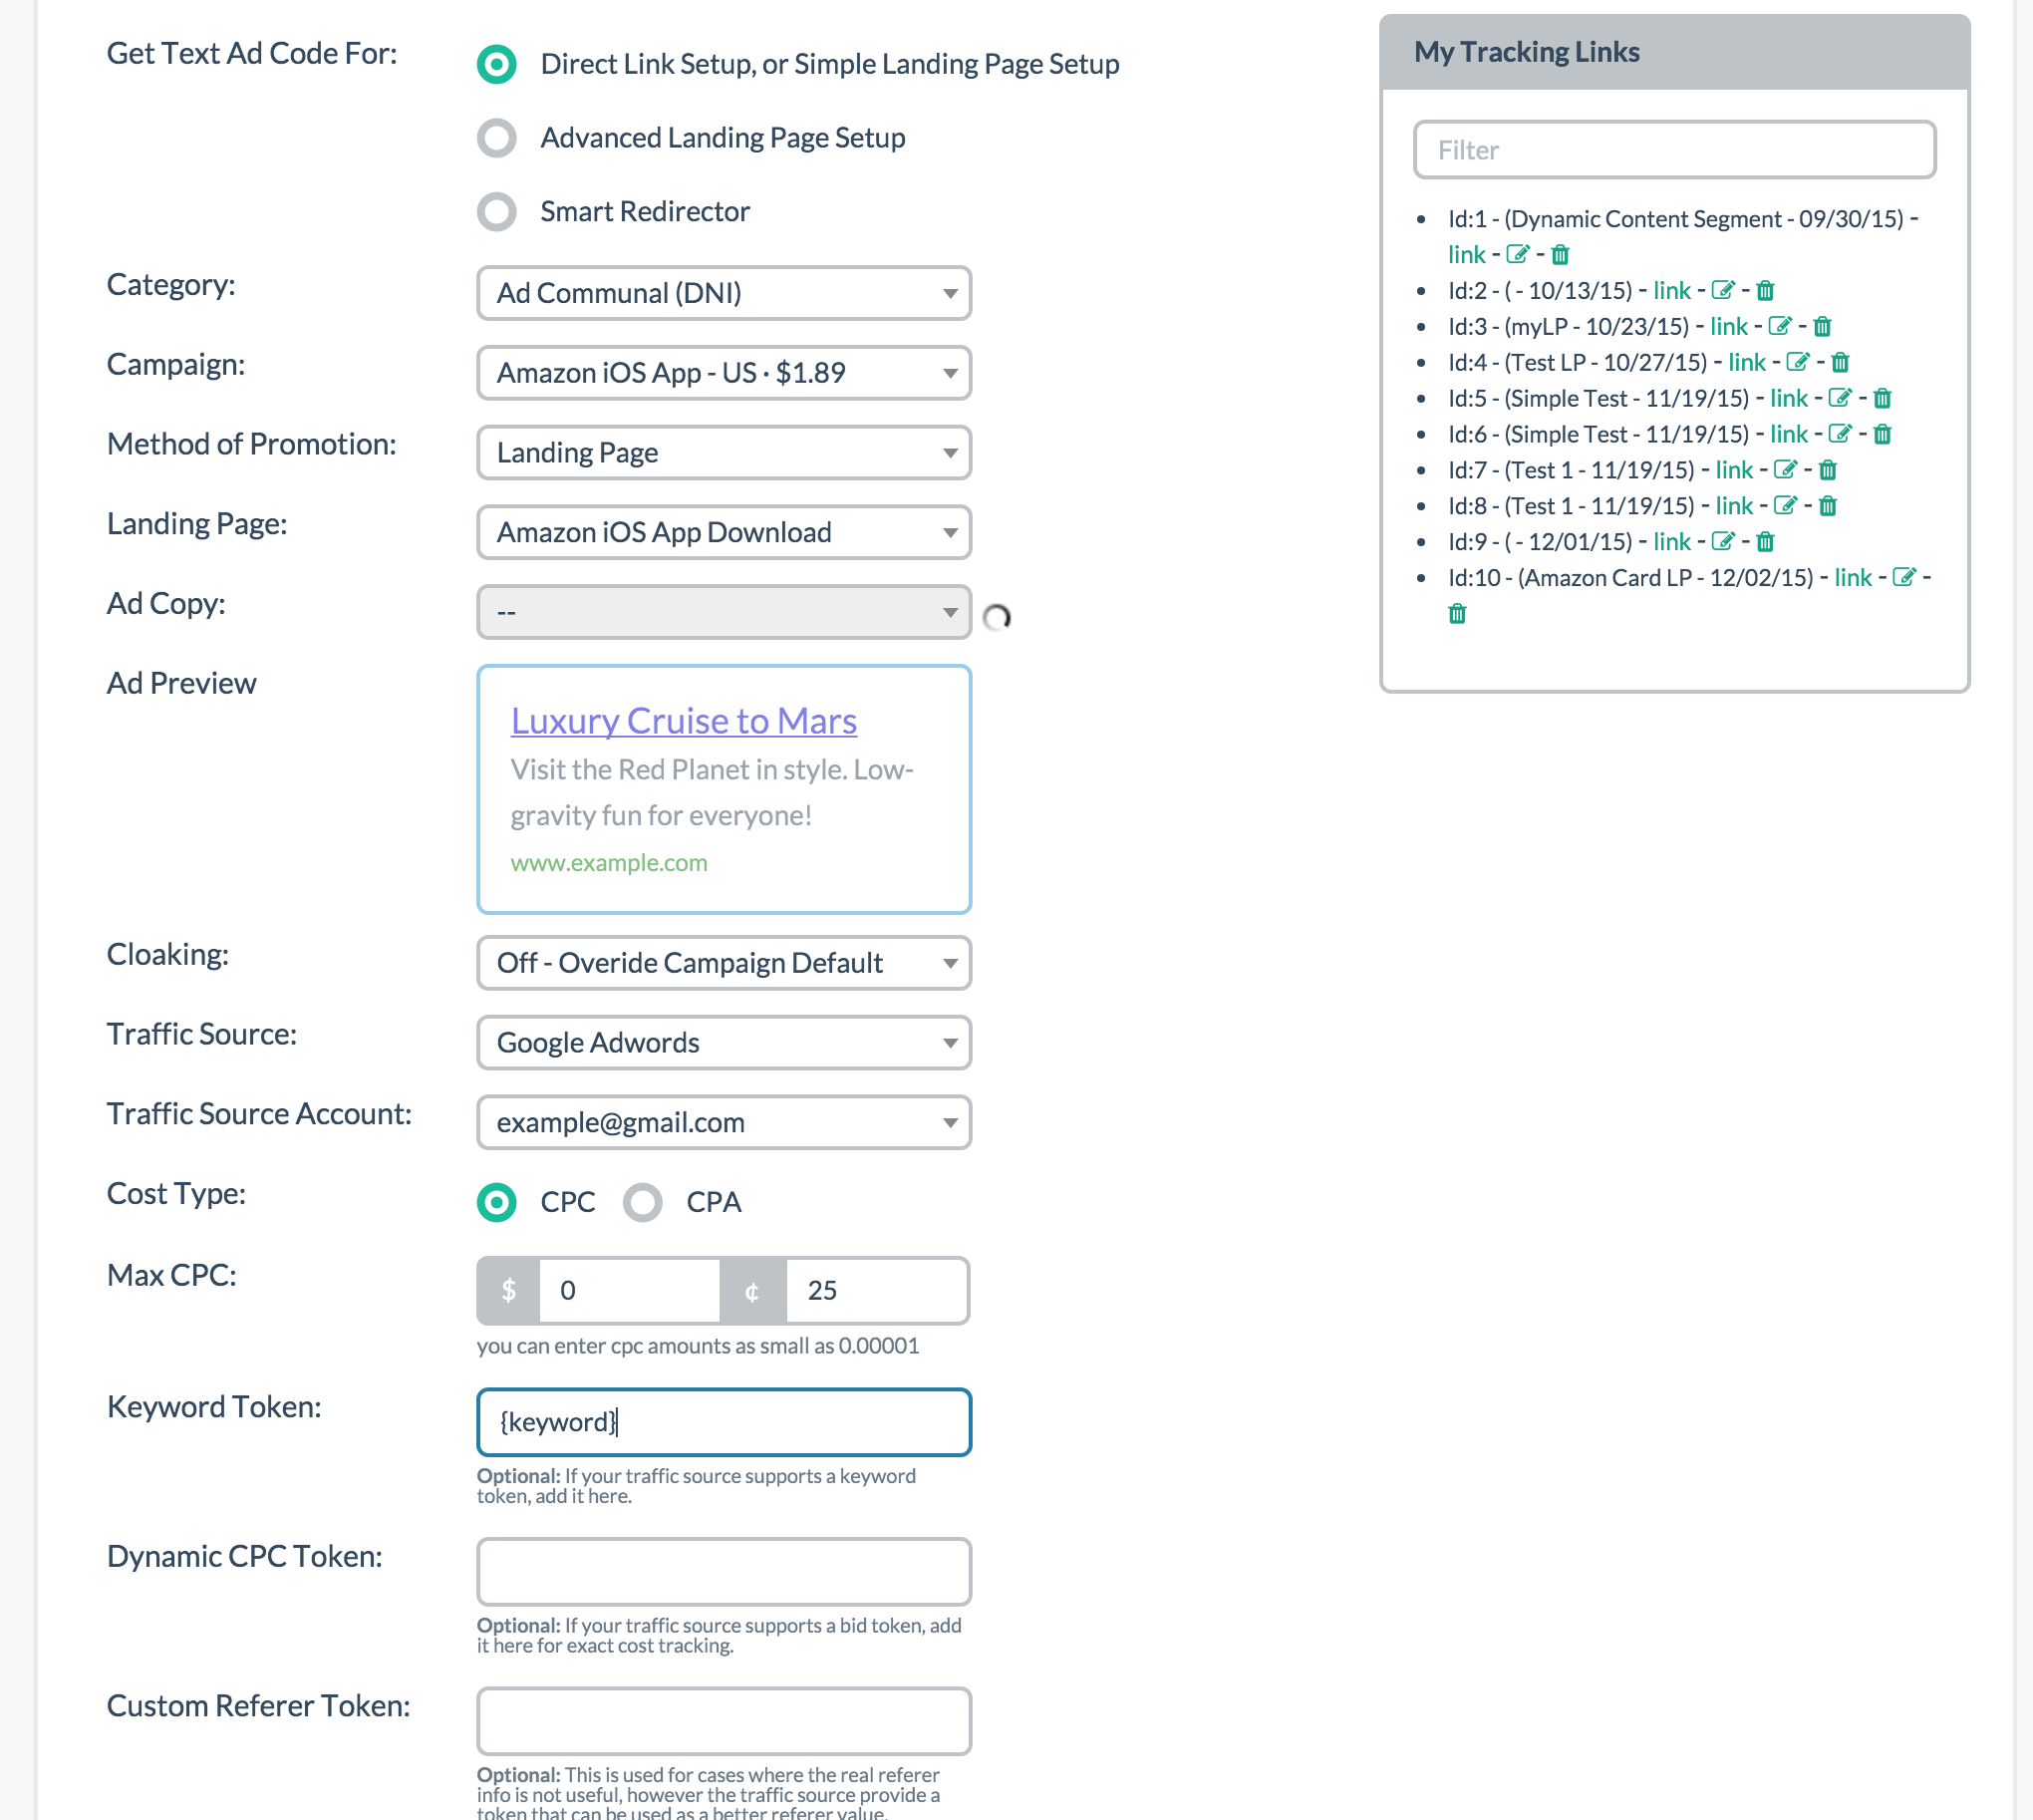 Get Text Ad Code For:
Direct Link Setup, or Simple Landing Page Setup
Advanced Landing Page Setup
Smart Redirector
Category:
Ad Communal (DNI)
Campaign:
Amazon iOS App - US · $1.89
Method of Promotion:
Landing Page
Landing Page:
Amazon iOS App Download
Ad Copy:
--
Ad Preview
Luxury Cruise to Mars
Visit the Red Planet in style. Low-
gravity fun for everyone!
www.example.com
Cloaking:
Off - Overide Campaign Default
Traffic Source:
Google Adwords
Traffic Source Account:
example@gmail.com
Cost Type:
CPC
CPA
Max CPC:
$ 0 ¢ 25
you can enter cpc amounts as small as 0.00001
Keyword Token:
{keyword}
Optional: If your traffic source supports a keyword
token, add it here.
Dynamic CPC Token:
Optional: If your traffic source supports a bid token, add
it here for exact cost tracking.
Custom Referer Token:
Optional: This is used for cases where the real referer
info is not useful, however the traffic source provide a
token that can be used as a better referer value.
My Tracking Links
Filter
Id:1 - (Dynamic Content Segment - 09/30/15) -
link - -
Id:2 - ( - 10/13/15) - link - -
Id:3 - (myLP - 10/23/15) - link - -
Id:4 - (Test LP - 10/27/15) - link - -
Id:5 - (Simple Test - 11/19/15) - link - -
Id:6 - (Simple Test - 11/19/15) - link - -
Id:7 - (Test 1 - 11/19/15) - link - -
Id:8 - (Test 1 - 11/19/15) - link - -
Id:9 - ( - 12/01/15) - link - -
Id:10 - (Amazon Card LP - 12/02/15) - link - -